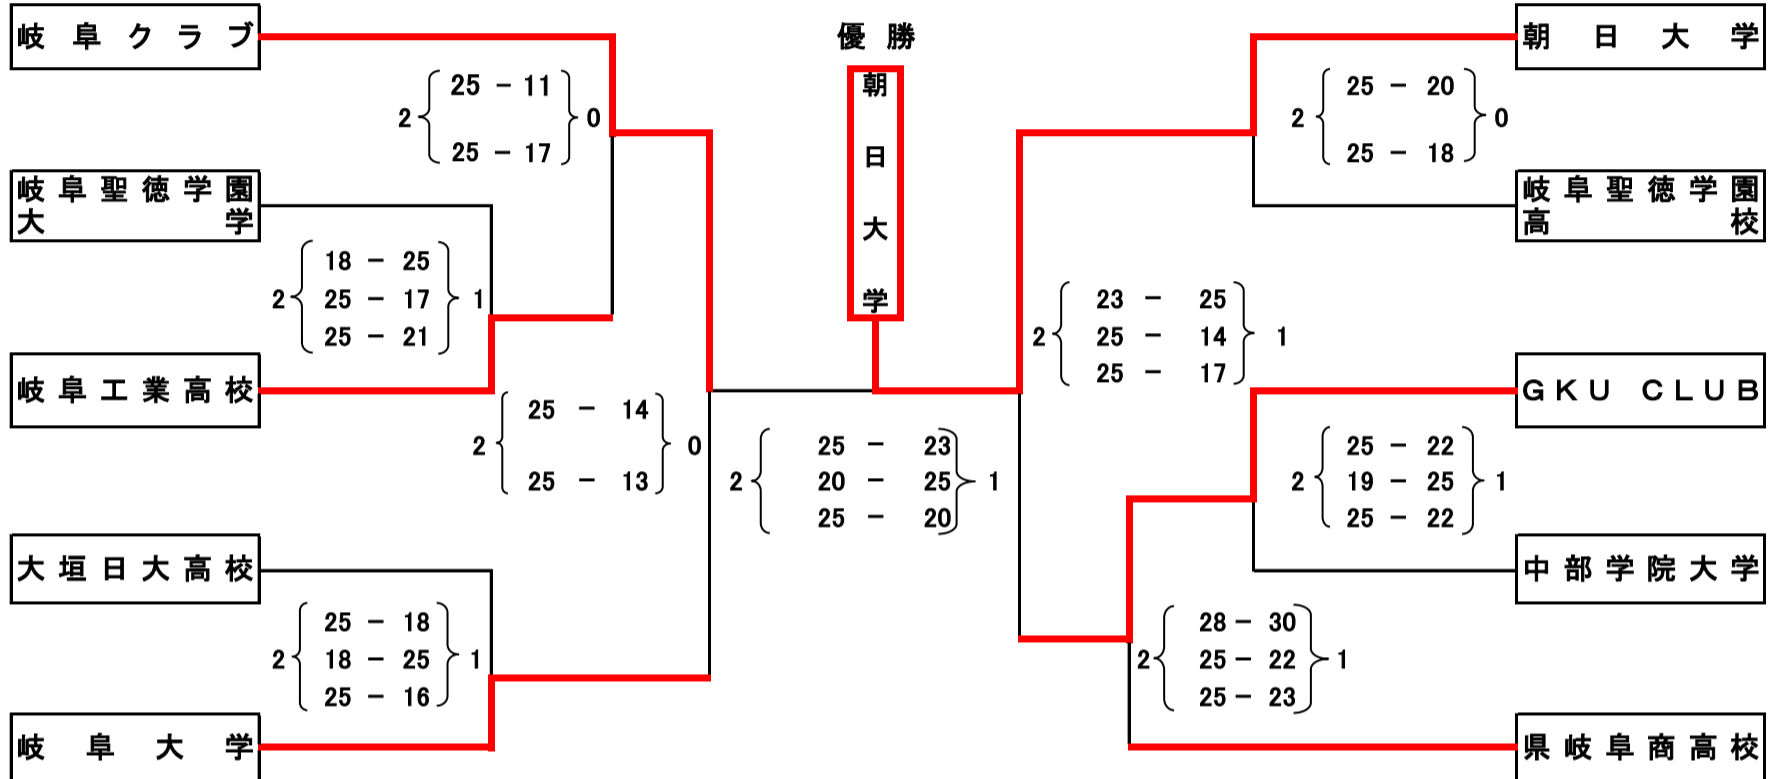 岐阜クラブ
優勝
朝日大学
朝日大学
2 25 － 11 0
25 － 17
2 25 － 20 0
25 － 18
岐阜聖徳学園
大学
岐阜聖徳学園
高校
18 － 25
2 25 － 17 1
25 － 21
23 － 25
2 25 － 14 1
25 － 17
岐阜工業高校
GKU CLUB
25 － 14
2 0
25 － 13
25 － 23
2 20 － 25 1
25 － 20
25 － 22
2 19 － 25 1
25 － 22
大垣日大高校
中部学院大学
25 － 18
2 18 － 25 1
25 － 16
28 － 30
2 25 － 22 1
25 － 23
岐阜大学
県岐阜商高校